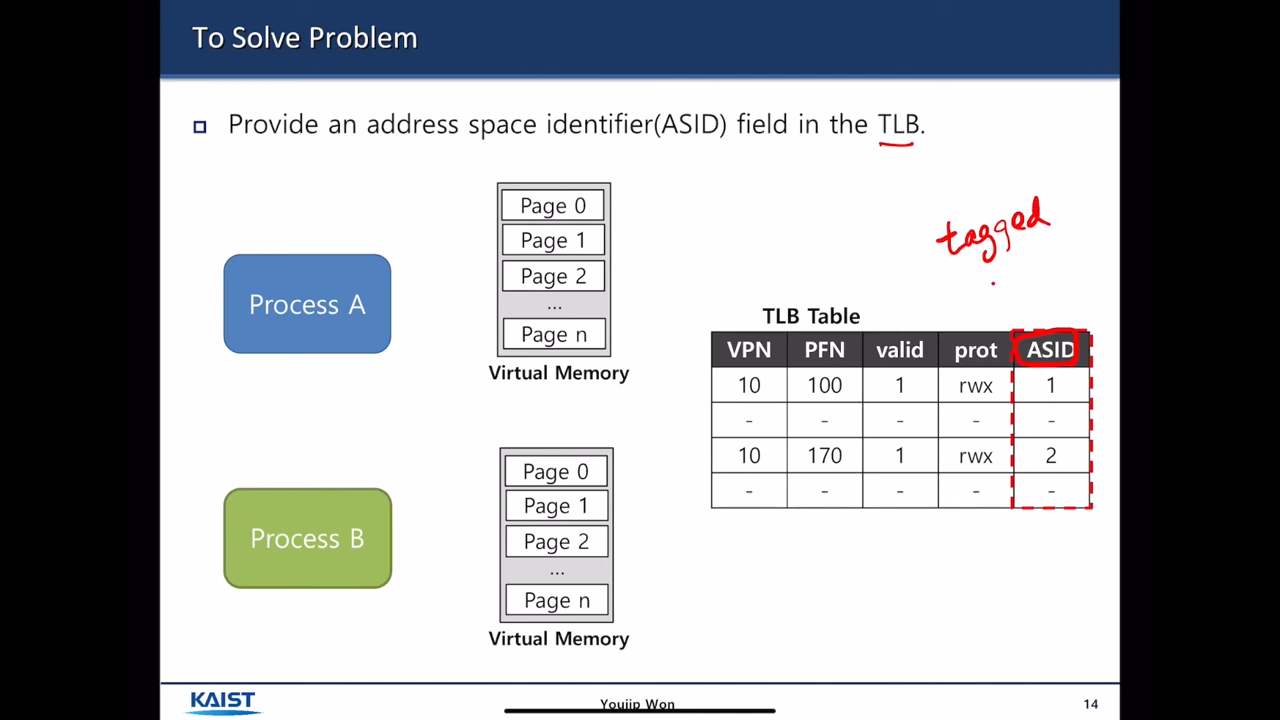 To Solve Problem
Provide an address space identifier(ASID) field in the TLB.
tagged
Process A
Page 0
Page 1
Page 2
...
Page n
Virtual Memory
Process B
Page 0
Page 1
Page 2
...
Page n
Virtual Memory
TLB Table
VPN PFN valid prot ASID
10 100 1 rwx 1
- - - - -
10 170 1 rwx 2
- - - - -
KAIST
Youjip Won
14